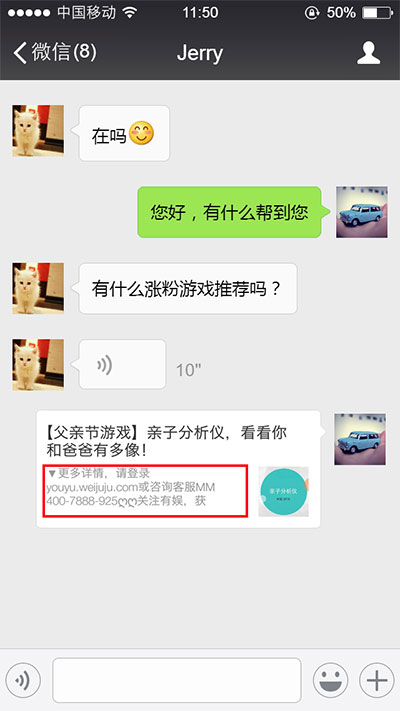 中国移动 11:50 50%
微信(8) Jerry
在吗😊
您好，有什么帮到您
有什么涨粉游戏推荐吗？
10"
【父亲节游戏】亲子分析仪，看看你
和爸爸有多像！
▼更多详情，请登录
youyu.weijuju.com或咨询客服MM
400-7888-925ღღ关注有娱，获
亲子分析仪